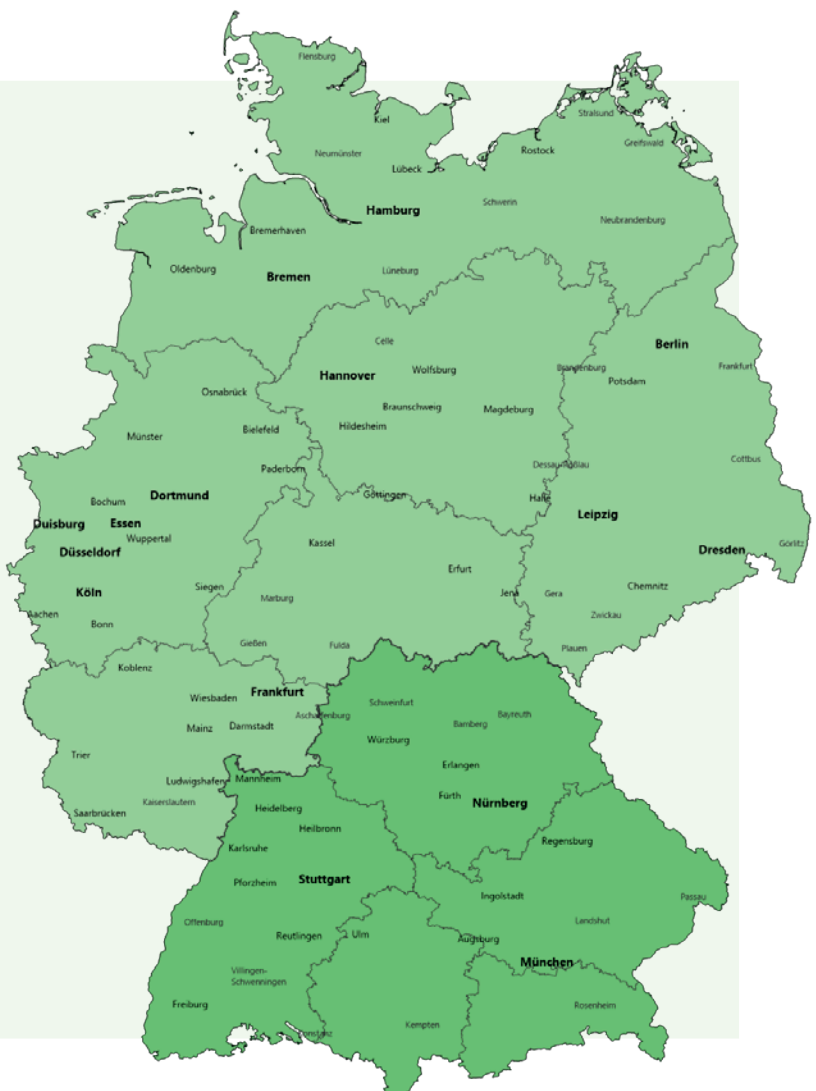 Flensburg
Stralsund
Kiel
Greifswald
Rostock
Neumünster
Lübeck
Schwerin
Hamburg
Neubrandenburg
Bremerhaven
Oldenburg
Lüneburg
Bremen
Celle
Berlin
Frankfurt
Brandenburg
Wolfsburg
Hannover
Potsdam
Osnabrück
Braunschweig
Magdeburg
Hildesheim
Bielefeld
Münster
Cottbus
Dessau-Roßlau
Paderborn
Dortmund
Göttingen
Halle
Bochum
Leipzig
Duisburg
Essen
Wuppertal
Kassel
Görlitz
Düsseldorf
Dresden
Erfurt
Siegen
Chemnitz
Köln
Jena
Gera
Marburg
Aachen
Zwickau
Bonn
Gießen
Fulda
Plauen
Koblenz
Frankfurt
Wiesbaden
Schweinfurt
Aschaffenburg
Bayreuth
Bamberg
Mainz
Darmstadt
Würzburg
Trier
Erlangen
Mannheim
Ludwigshafen
Fürth
Kaiserslautern
Nürnberg
Heidelberg
Saarbrücken
Heilbronn
Regensburg
Karlsruhe
Stuttgart
Pforzheim
Ingolstadt
Passau
Offenburg
Landshut
Reutlingen
Ulm
Augsburg
München
Villingen-
Schwenningen
Freiburg
Rosenheim
Kempten
Constanz